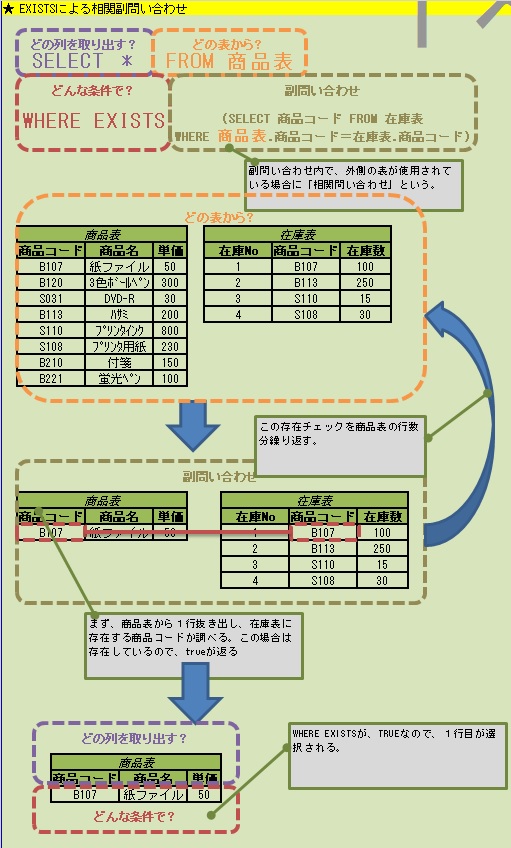 ★ EXISTSによる相関副問い合わせ
どの列を取り出す？
SELECT *
どの表から？
FROM 商品表
どんな条件で？
WHERE EXISTS
副問い合わせ
(SELECT 商品コード FROM 在庫表
WHERE 商品表.商品コード＝在庫表.商品コード)
副問い合わせ内で、外側の表が使用されて
いる場合に「相関問い合わせ」という。
どの表から？
商品表
商品コード 商品名 単価
B107 紙ファイル 50
B120 3色ﾎﾞｰﾙﾍﾟﾝ 300
S031 DVD-R 30
B113 ﾊｻﾐ 200
S110 ﾌﾟﾘﾝﾀｲﾝｸ 800
S108 ﾌﾟﾘﾝﾀ用紙 230
B210 付箋 150
B221 蛍光ﾍﾟﾝ 100
在庫表
在庫No 商品コード 在庫数
1 B107 100
2 B113 250
3 S110 15
4 S108 30
この存在チェックを商品表の行数
分繰り返す。
副問い合わせ
商品表
商品コード 商品名 単価
B107 紙ファイル 50
在庫表
在庫No 商品コード 在庫数
1 B107 100
2 B113 250
3 S110 15
4 S108 30
まず、商品表から１行抜き出し、在庫表に
存在する商品コードか調べる。この場合は
存在しているので、trueが返る
どの列を取り出す？
商品表
商品コード 商品名 単価
B107 紙ファイル 50
どんな条件で？
WHERE EXISTSが、TRUEなので、１行目が選
択される。